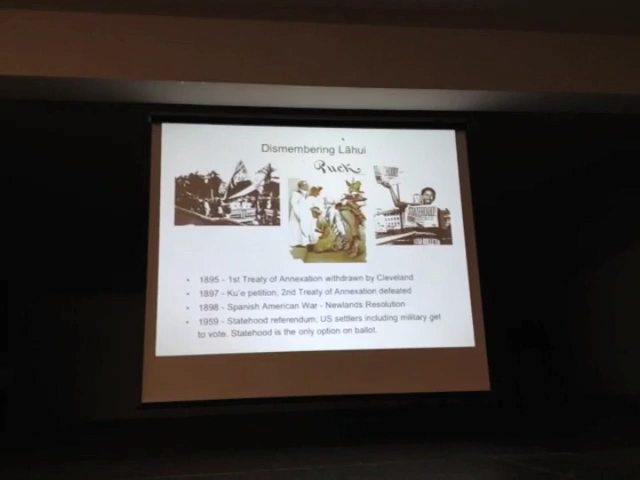 Dismembering Lāhui
Puck
STATEHOOD
• 1895 - 1st Treaty of Annexation withdrawn by Cleveland
• 1897 - Ku'e petition; 2nd Treaty of Annexation defeated
• 1898 - Spanish American War - Newlands Resolution
• 1959 - Statehood referendum; US settlers including military get
to vote. Statehood is the only option on ballot.